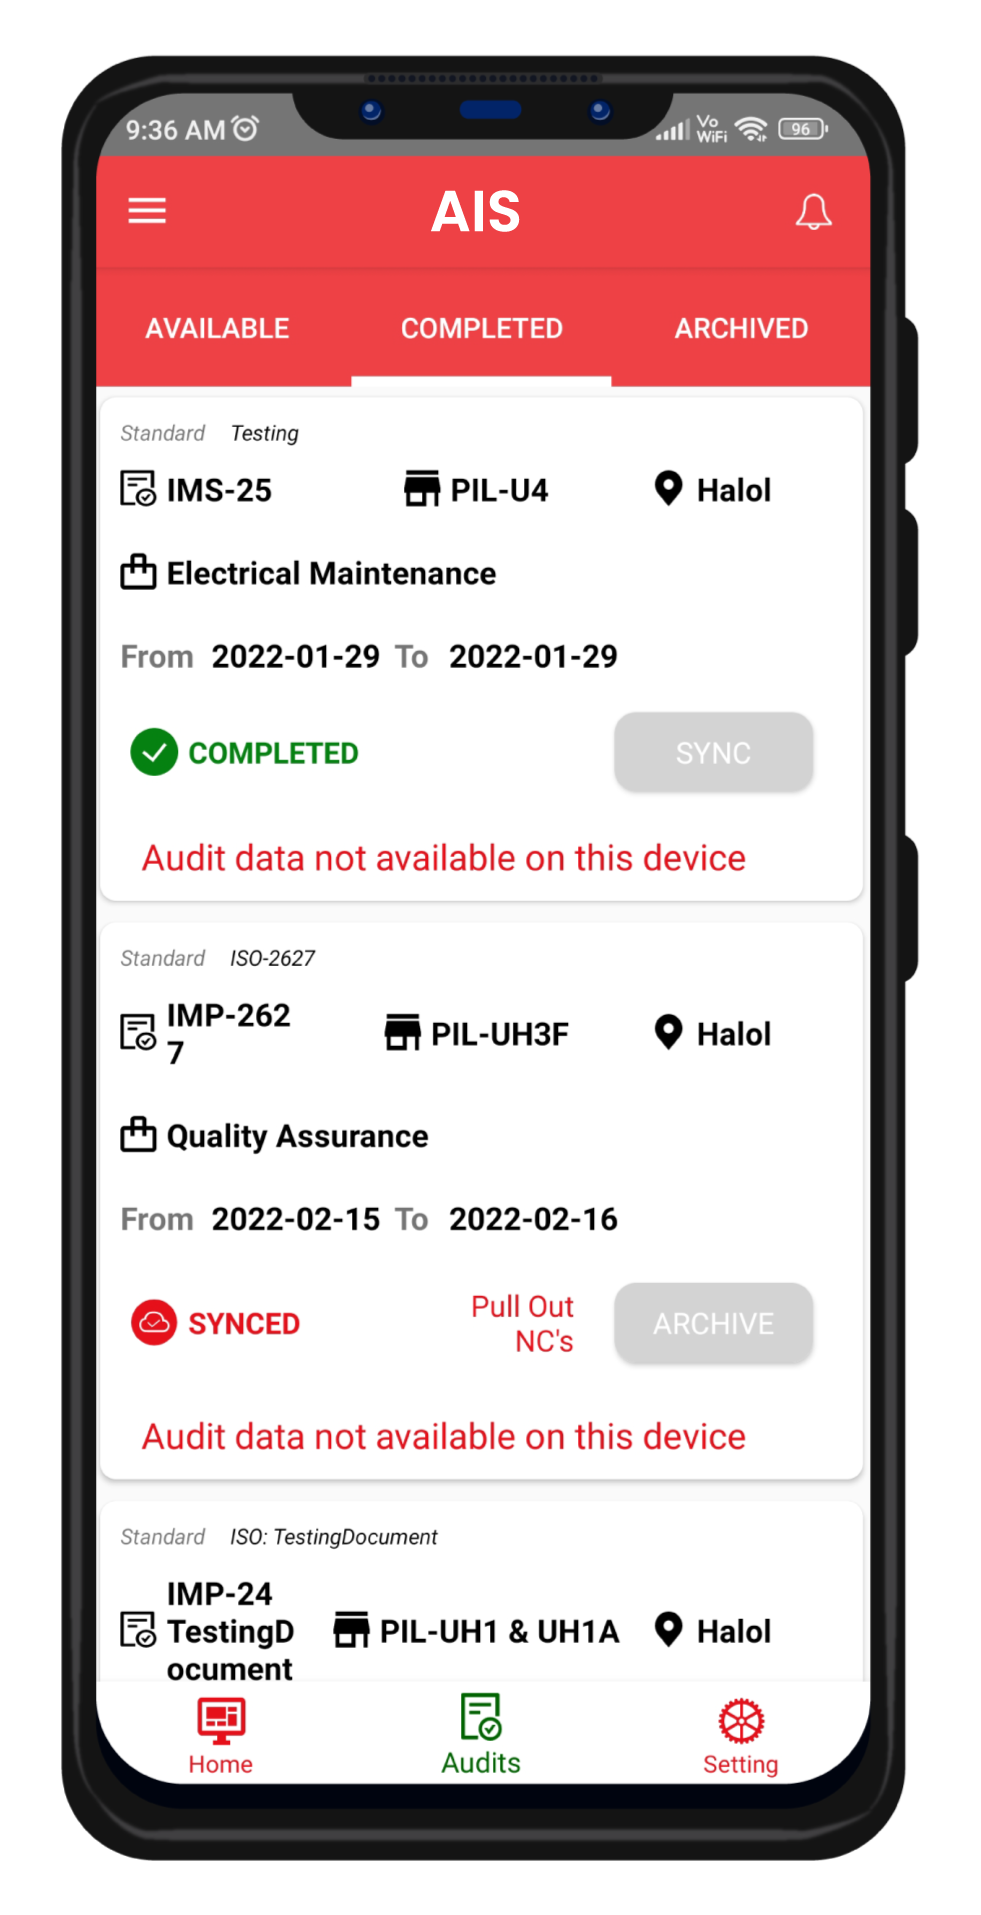 9:36 AM Vo WiFi 96
AIS
AVAILABLE COMPLETED ARCHIVED
Standard Testing
IMS-25 PIL-U4 Halol
Electrical Maintenance
From 2022-01-29 To 2022-01-29
COMPLETED SYNC
Audit data not available on this device
Standard ISO-2627
IMP-262
7
PIL-UH3F Halol
Quality Assurance
From 2022-02-15 To 2022-02-16
SYNCED
Pull Out
NC's
ARCHIVE
Audit data not available on this device
Standard ISO: TestingDocument
IMP-24
TestingD
ocument
PIL-UH1 & UH1A Halol
Home Audits Setting